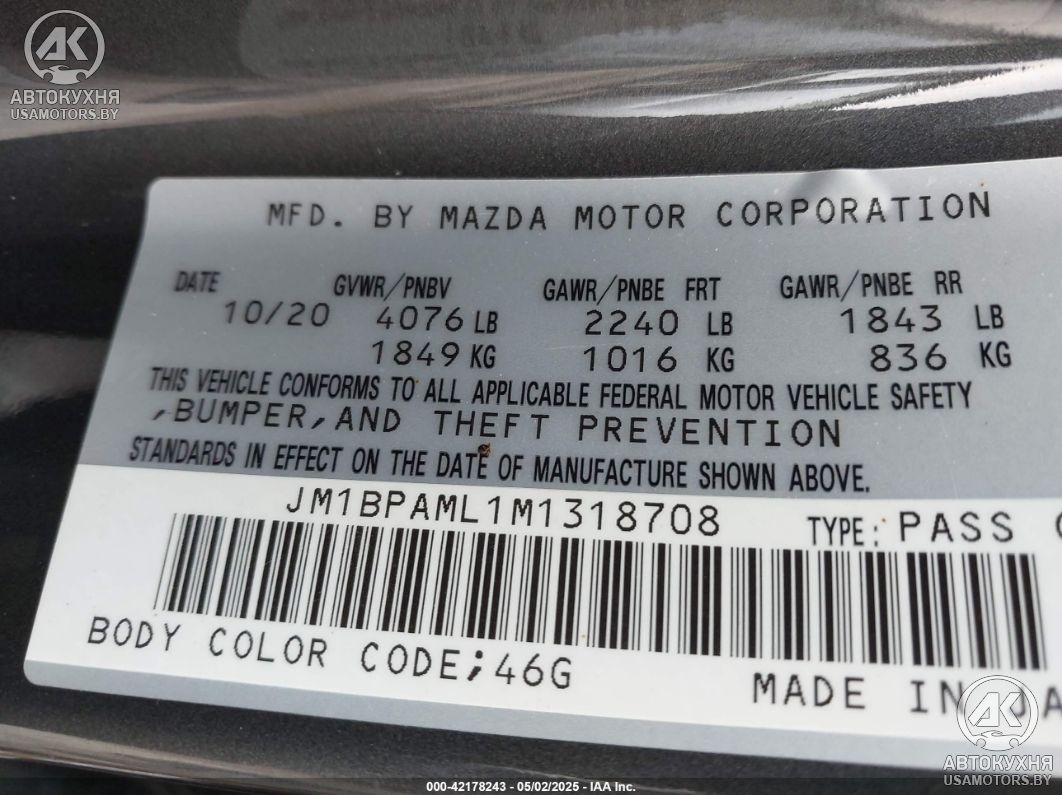 AK
АВТОКУХНЯ
USAMOTORS.BY
MFD. BY MAZDA MOTOR CORPORATION
DATE GVWR/PNBV GAWR/PNBE FRT GAWR/PNBE RR
10/20 4076 LB 2240 LB 1843 LB
1849 KG 1016 KG 836 KG
THIS VEHICLE CONFORMS TO ALL APPLICABLE FEDERAL MOTOR VEHICLE SAFETY
,BUMPER,AND THEFT PREVENTION
STANDARDS IN EFFECT ON THE DATE OF MANUFACTURE SHOWN ABOVE.
JM1BPAML1M1318708 TYPE: PASS
BODY COLOR CODE;46G
MADE IN
AK
АВТОКУХНЯ
USAMOTORS.BY
000-42178243 - 05/02/2025 - IAA Inc.